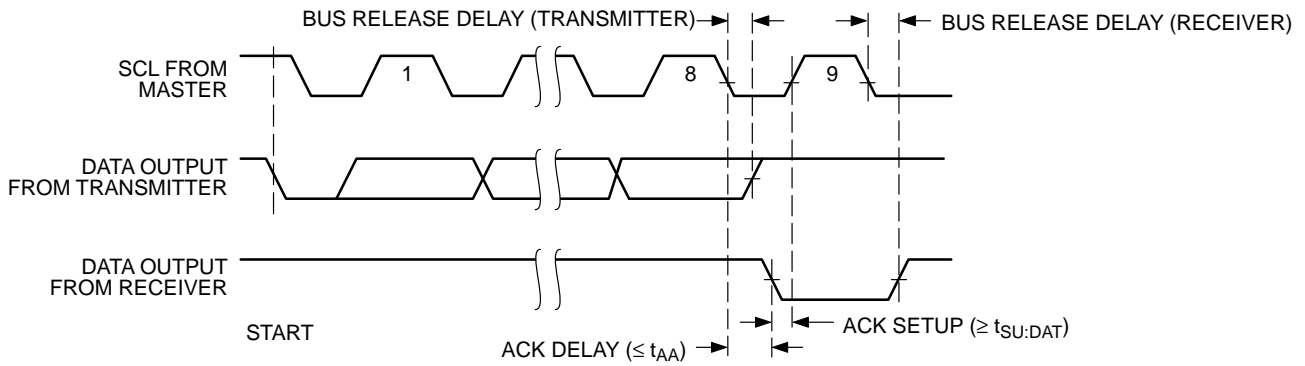 BUS RELEASE DELAY (TRANSMITTER)
BUS RELEASE DELAY (RECEIVER)
SCL FROM
MASTER
1
8
9
DATA OUTPUT
FROM TRANSMITTER
DATA OUTPUT
FROM RECEIVER
START
ACK SETUP (≥ tSU:DAT)
ACK DELAY (≤ tAA)